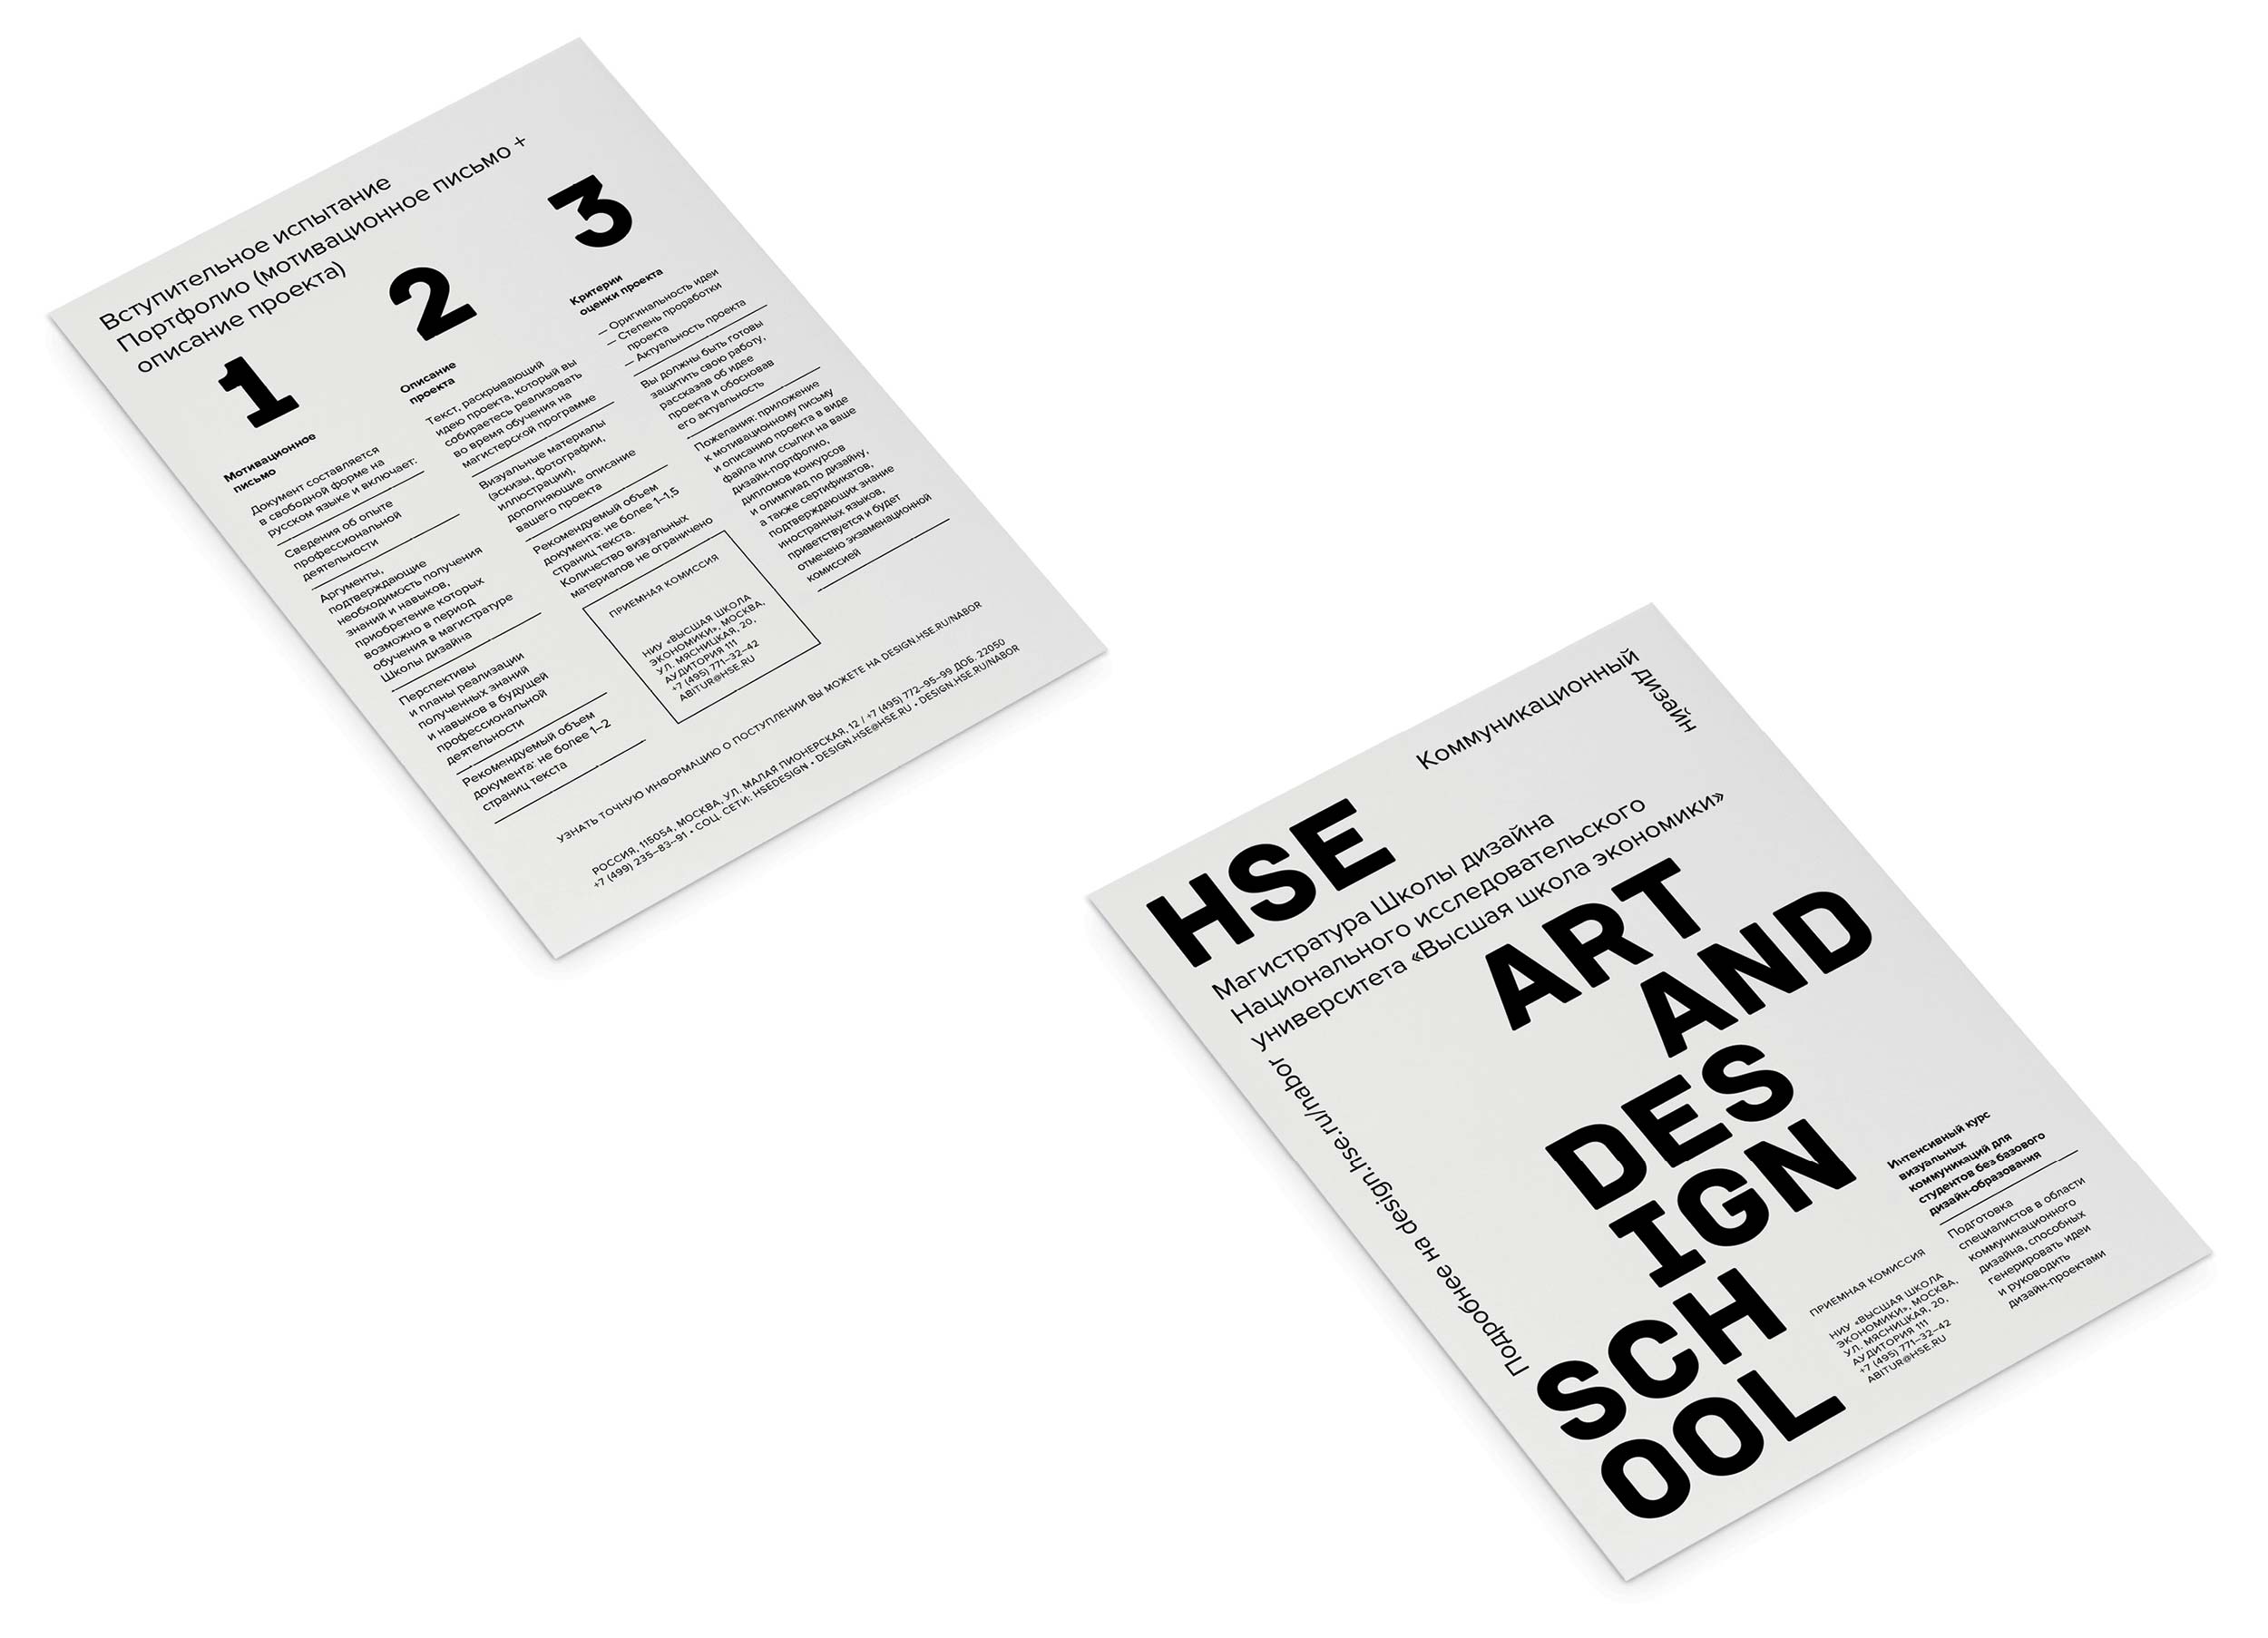 Вступительное испытание
Портфолио (мотивационное письмо +
описание проекта)
1
Мотивационное
письмо
Документ составляется
в свободной форме на
русском языке и включает:
Сведения об опыте
профессиональной
деятельности
Аргументы,
подтверждающие
необходимость получения
знаний и навыков,
приобретение которых
возможно в период
обучения в магистратуре
Школы дизайна
Перспективы
и планы реализации
полученных знаний
и навыков в будущей
профессиональной
деятельности
Рекомендуемый объем
документа: не более 1–2
страниц текста
2
Описание
проекта
Текст, раскрывающий
идею проекта, который вы
собираетесь реализовать
во время обучения на
магистерской программе
Визуальные материалы
(эскизы, фотографии,
иллюстрации),
дополняющие описание
вашего проекта
Рекомендуемый объем
документа: не более 1–1,5
страниц текста.
Количество визуальных
материалов не ограничено
ПРИЕМНАЯ КОМИССИЯ
НИУ «ВЫСШАЯ ШКОЛА
ЭКОНОМИКИ», МОСКВА,
УЛ. МЯСНИЦКАЯ, 20,
АУДИТОРИЯ 111
+7 (495) 771–32–42
ABITUR@HSE.RU
3
Критерии
оценки проекта
— Оригинальность идеи
— Степень проработки
проекта
— Актуальность проекта
Вы должны быть готовы
защитить свою работу,
рассказав об идее
проекта и обосновав
его актуальность
Пожелания: приложение
к мотивационному письму
и описанию проекта в виде
файла или ссылки на ваше
дизайн-портфолио,
дипломов конкурсов
и олимпиад по дизайну,
а также сертификатов,
подтверждающих знание
иностранных языков,
приветствуется и будет
отмечено экзаменационной
комиссией
УЗНАТЬ ТОЧНУЮ ИНФОРМАЦИЮ О ПОСТУПЛЕНИИ ВЫ МОЖЕТЕ НА DESIGN.HSE.RU/NABOR
РОССИЯ, 115054, МОСКВА, УЛ. МАЛАЯ ПИОНЕРСКАЯ, 12 / +7 (495) 772–95–99 ДОБ. 22050
+7 (499) 235–83–91 • СОЦ. СЕТИ: HSEDESIGN • DESIGN.HSE@HSE.RU • DESIGN.HSE.RU/NABOR
Коммуникационный
дизайн
HSE
Магистратура Школы дизайна
Национального исследовательского
университета «Высшая школа экономики»
Подробнее на design.hse.ru/nabor
ART
AND
DES
IGN
SCH
OOL
Интенсивный курс
визуальных
коммуникаций для
студентов без базового
дизайн-образования
Подготовка
специалистов в области
коммуникационного
дизайна, способных
генерировать идеи
и руководить
дизайн-проектами
ПРИЕМНАЯ КОМИССИЯ
НИУ «ВЫСШАЯ ШКОЛА
ЭКОНОМИКИ», МОСКВА,
УЛ. МЯСНИЦКАЯ, 20,
АУДИТОРИЯ 111
+7 (495) 771–32–42
ABITUR@HSE.RU